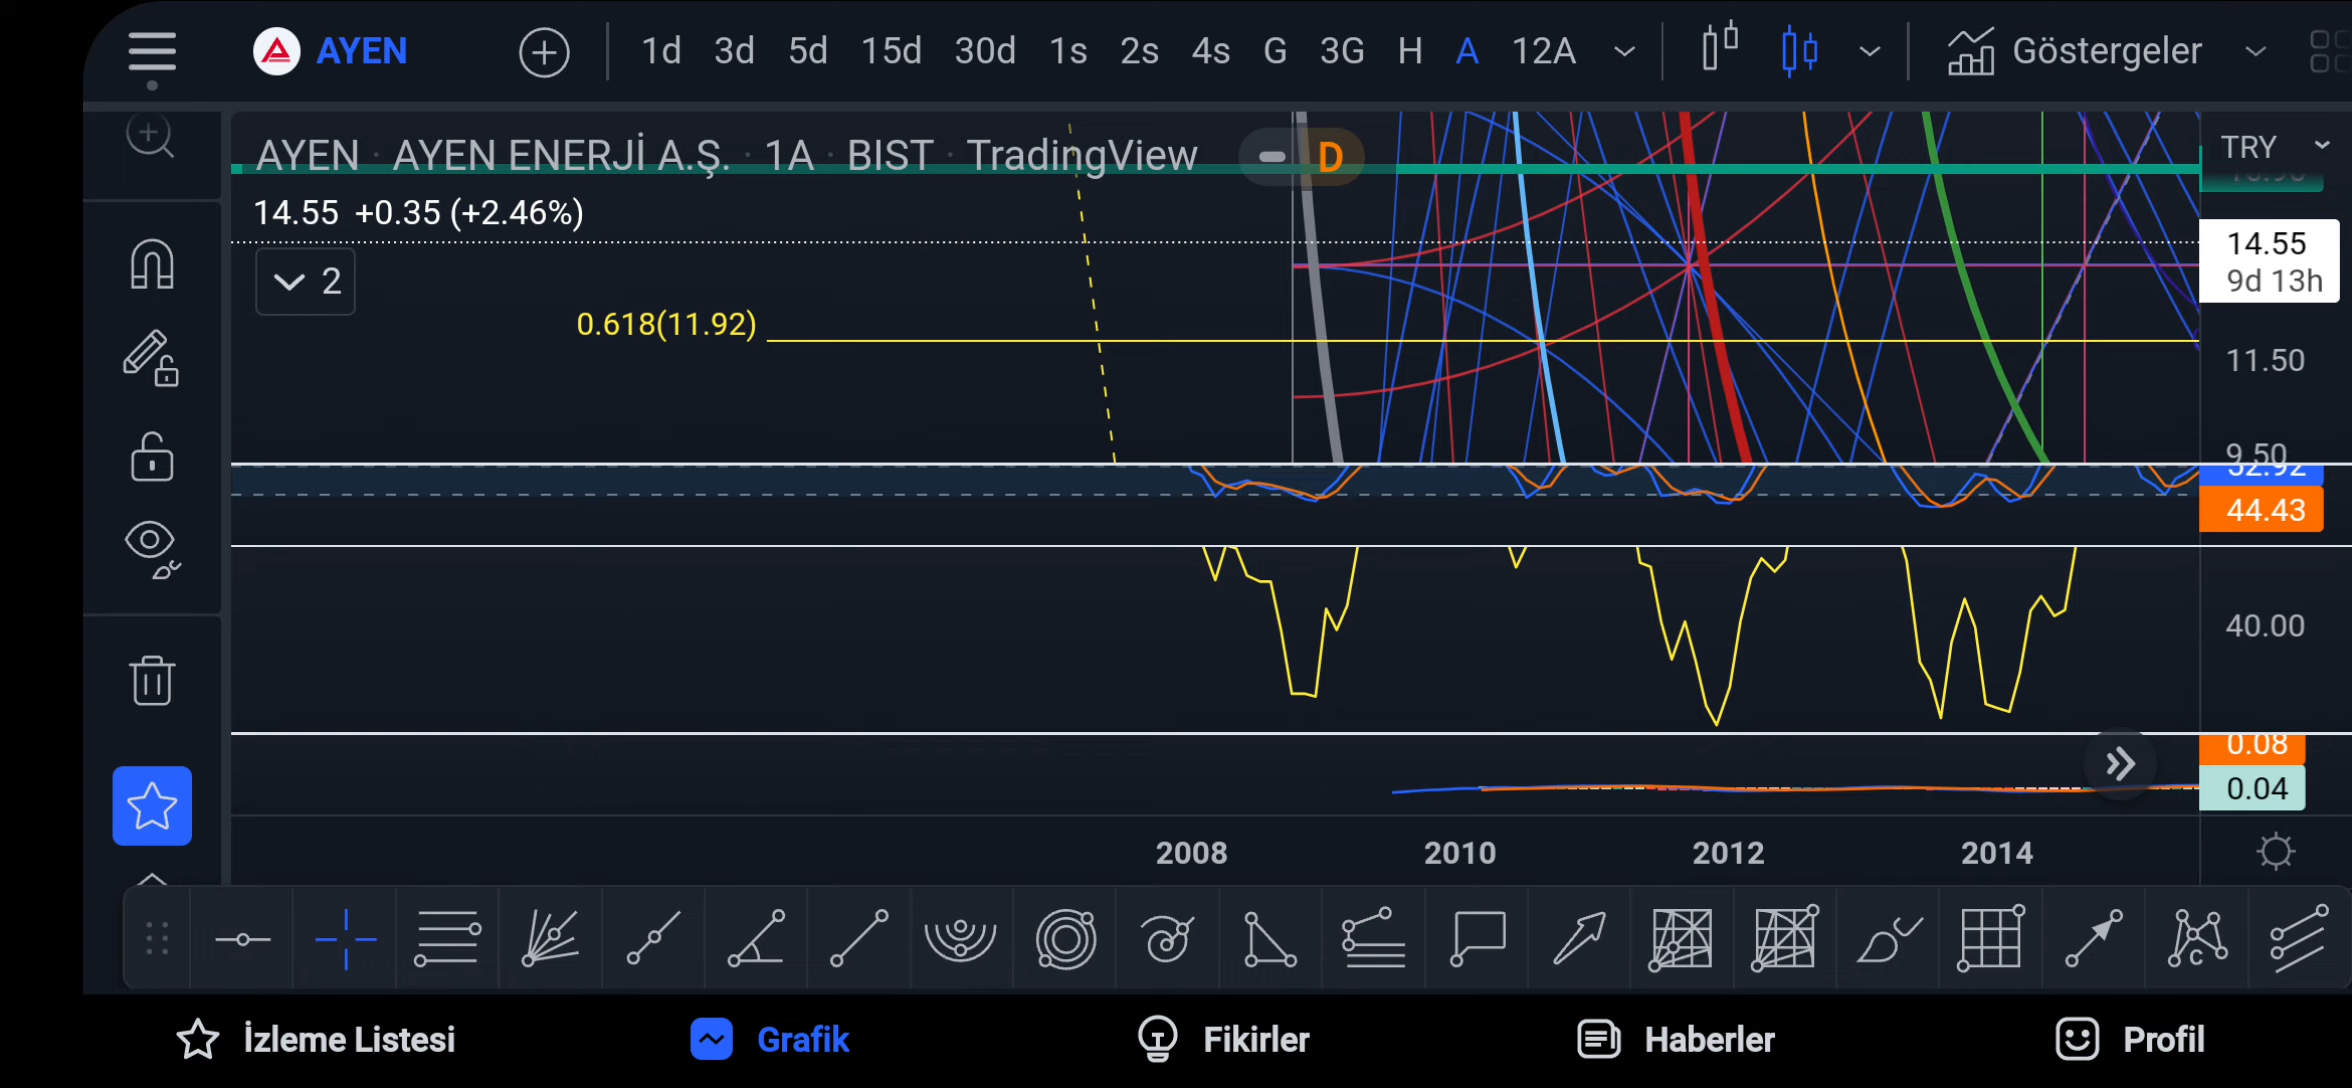 AYEN
1d 3d 5d 15d 30d 1s 2s 4s G 3G H A 12A
Göstergeler
AYEN · AYEN ENERJİ A.Ş. · 1A · BIST · TradingView
D
TRY
14.55 +0.35 (+2.46%)
14.55
9d 13h
2
0.618(11.92)
11.50
9.50
52.92
44.43
40.00
0.08
0.04
2008 2010 2012 2014
C
İzleme Listesi
Grafik
Fikirler
Haberler
Profil